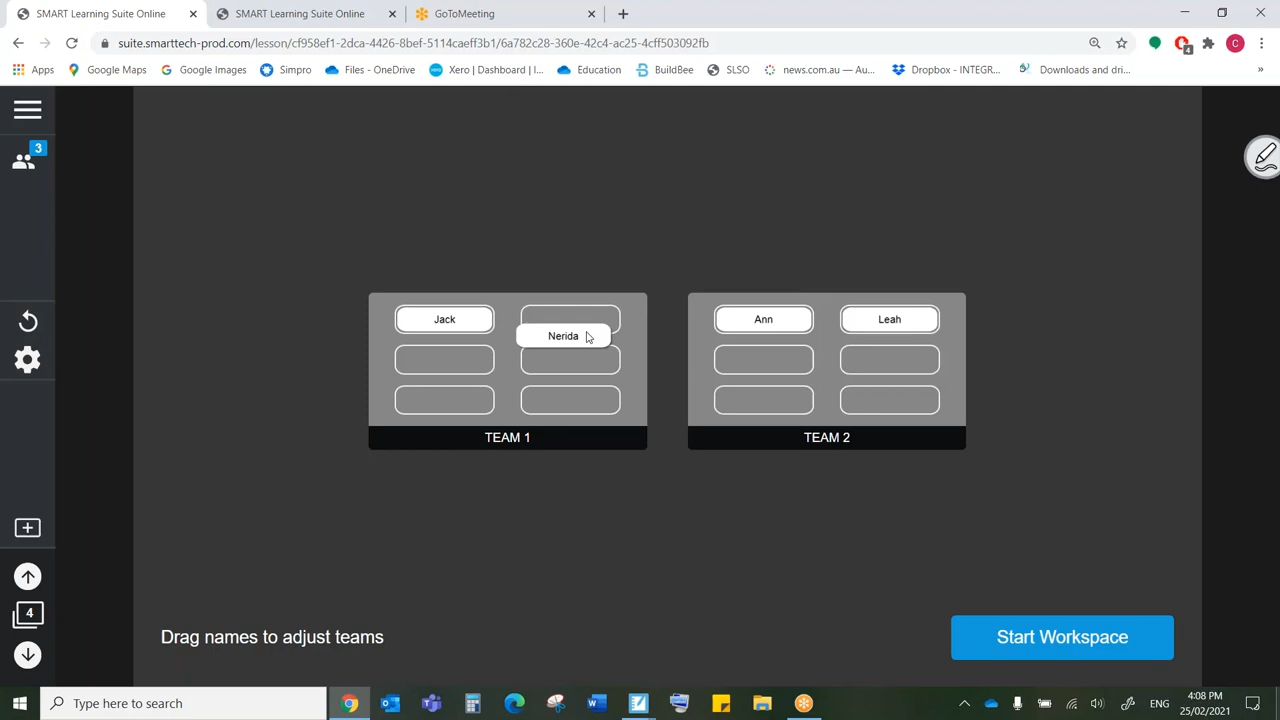 SMART Learning Suite Online
SMART Learning Suite Online
GoToMeeting
suite.smarttech-prod.com/lesson/cf958ef1-2dca-4426-8bef-5114caeff3b1/6a782c28-360e-42c4-ac25-4cff503092fb
4
C
Apps
Google Maps
Google Images
Simpro
Files - OneDrive
Xero | Dashboard | I...
Education
BuildBee
SLSO
news.com.au — Au...
Dropbox - INTEGR...
Downloads and dri...
»
3
Jack
Nerida
TEAM 1
Ann
Leah
TEAM 2
4
Drag names to adjust teams
Start Workspace
Type here to search
ENG
4:08 PM
25/02/2021